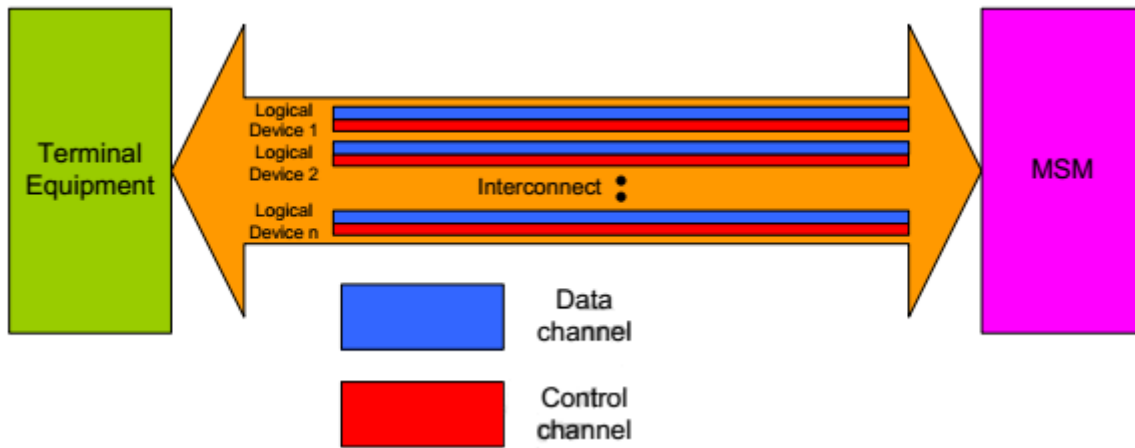 Terminal
Equipment
Logical
Device 1
Logical
Device 2
Interconnect
Logical
Device n
MSM
Data
channel
Control
channel